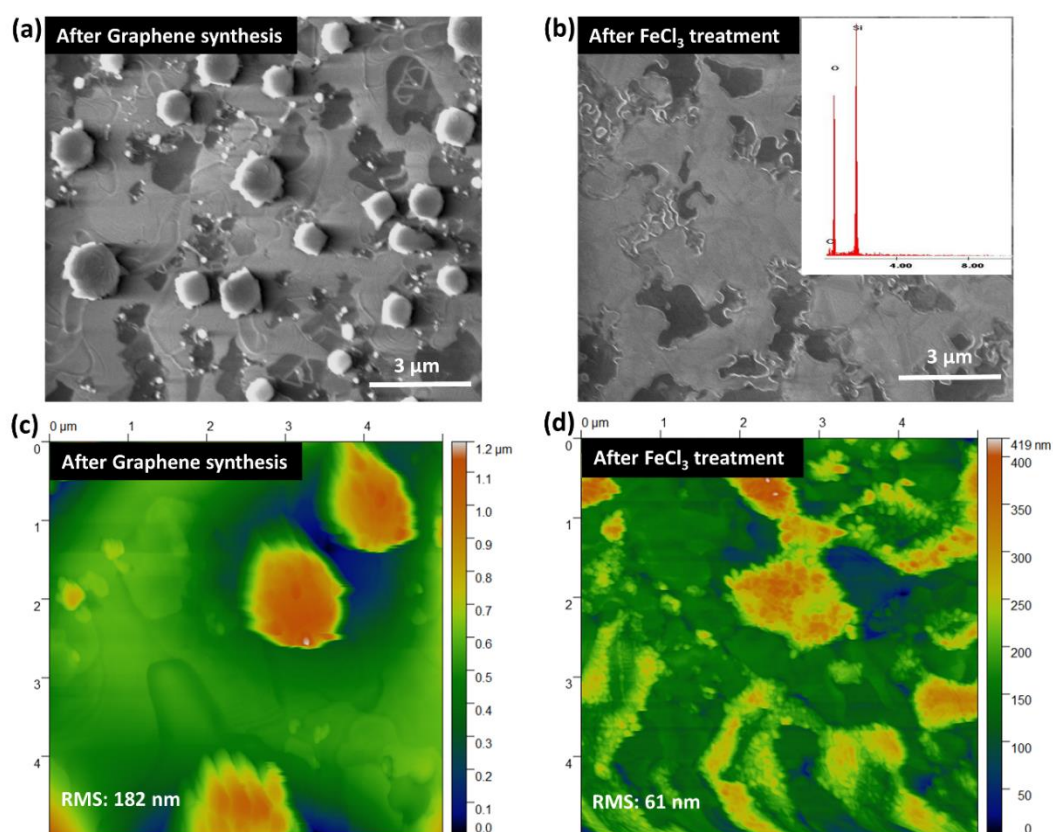 (a) After Graphene synthesis
3 µm
(b) After FeCl₃ treatment
Si
O
C
4.00 8.00
3 µm
(c)
0 µm 1 2 3 4
0
After Graphene synthesis
1
2
3
4
RMS: 182 nm
1.2 µm
1.1
1.0
0.9
0.8
0.7
0.6
0.5
0.4
0.3
0.2
0.1
0.0
(d)
0 µm 1 2 3 4
0
After FeCl₃ treatment
1
2
3
4
RMS: 61 nm
419 nm
400
350
300
250
200
150
100
50
0